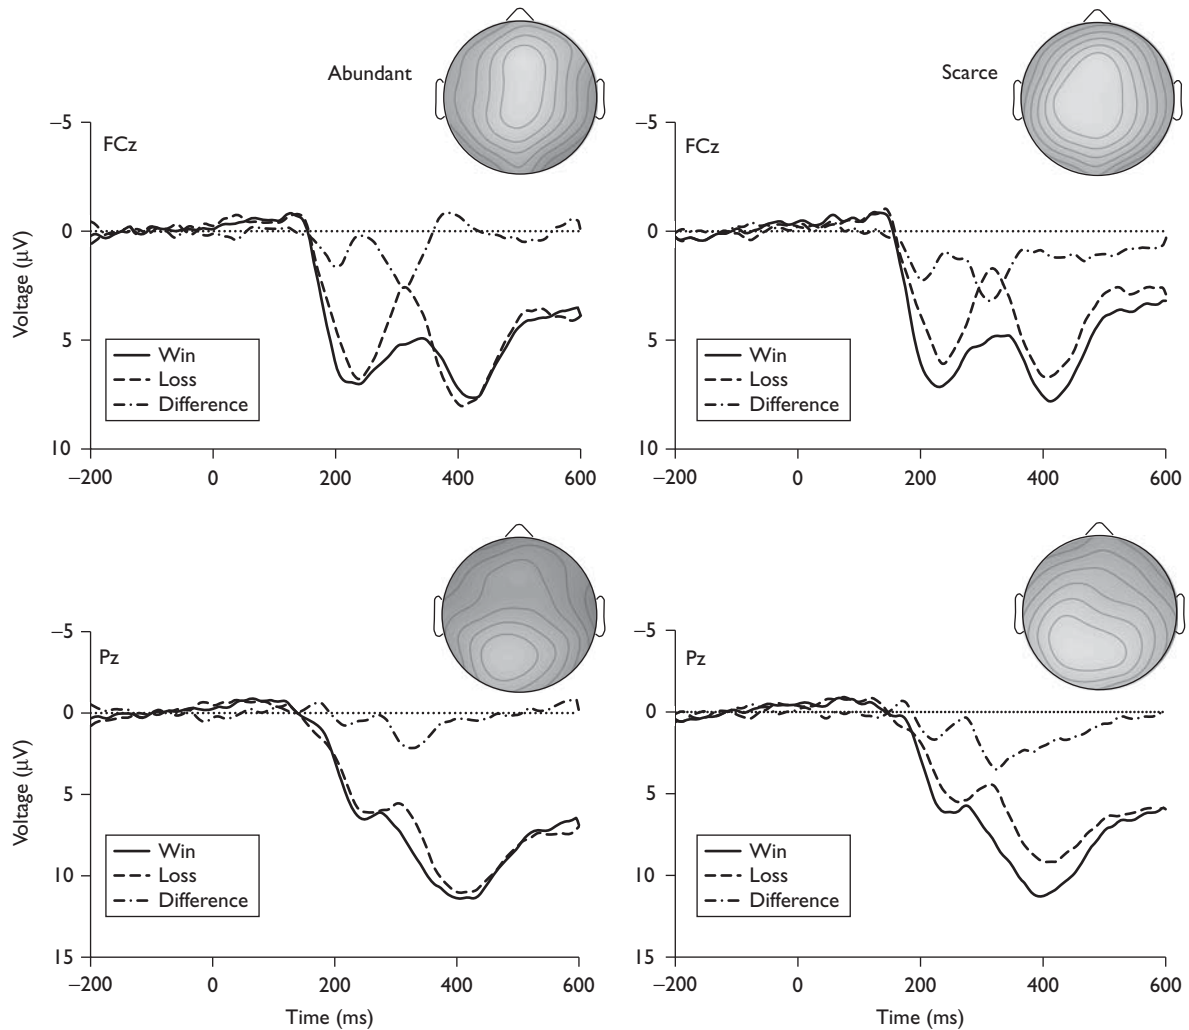 Abundant
Scarce
−5
FCz
0
5
10
Voltage (μV)
Win
Loss
Difference
−200
0
200
400
600
−5
FCz
0
5
10
Win
Loss
Difference
−200
0
200
400
600
−5
Pz
0
5
10
15
Voltage (μV)
Win
Loss
Difference
−200
0
200
400
600
Time (ms)
−5
Pz
0
5
10
15
Win
Loss
Difference
−200
0
200
400
600
Time (ms)